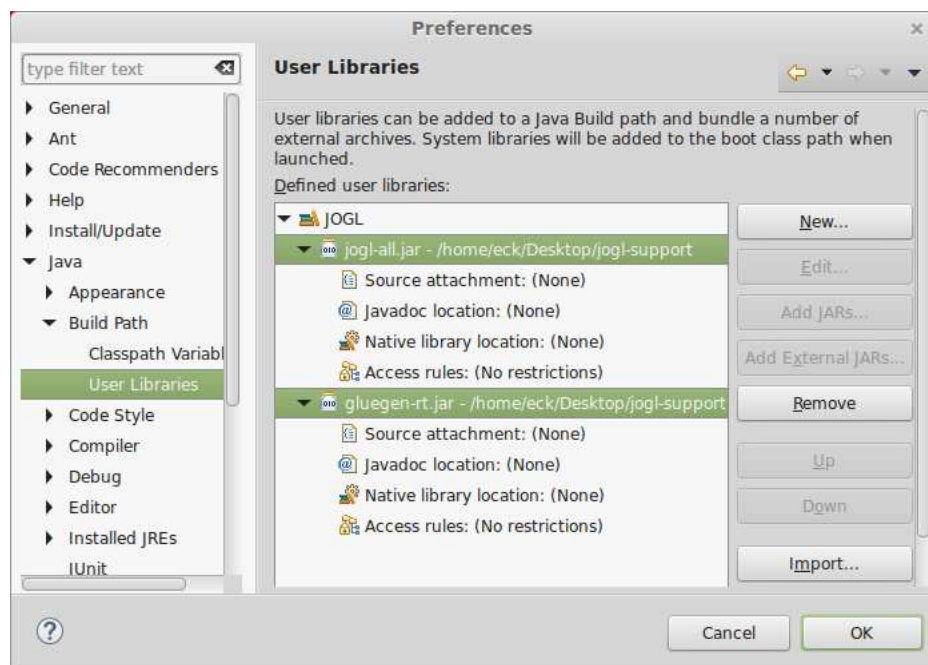 Preferences
type filter text
General
Ant
Code Recommenders
Help
Install/Update
Java
Appearance
Build Path
Classpath Variabl
User Libraries
Code Style
Compiler
Debug
Editor
Installed JREs
JUnit
User Libraries
User libraries can be added to a Java Build path and bundle a number of
external archives. System libraries will be added to the boot class path when
launched.
Defined user libraries:
JOGL
jogl-all.jar - /home/eck/Desktop/jogl-support
Source attachment: (None)
Javadoc location: (None)
Native library location: (None)
Access rules: (No restrictions)
gluegen-rt.jar - /home/eck/Desktop/jogl-support
Source attachment: (None)
Javadoc location: (None)
Native library location: (None)
Access rules: (No restrictions)
New...
Edit...
Add JARs...
Add External JARs...
Remove
Up
Down
Import...
Cancel
OK